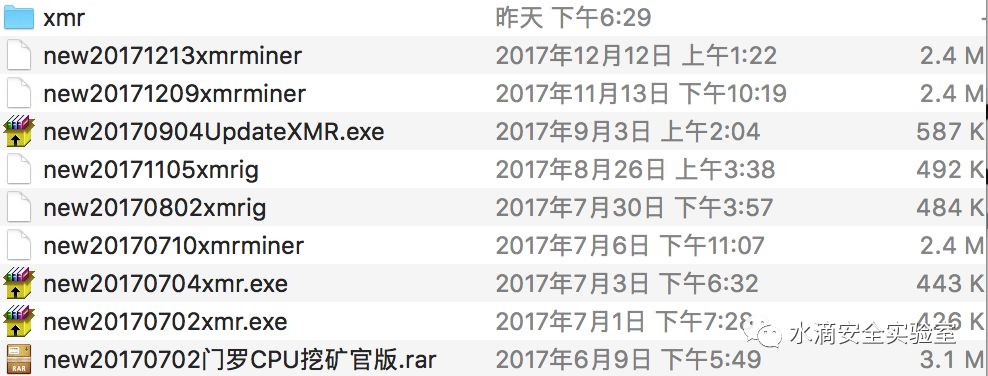 xmr 昨天 下午6:29 -
new20171213xmrminer 2017年12月12日 上午1:22 2.4 M
new20171209xmrminer 2017年11月13日 下午10:19 2.4 M
new20170904UpdateXMR.exe 2017年9月3日 上午2:04 587 K
new20171105xmrig 2017年8月26日 上午3:38 492 K
new20170802xmrig 2017年7月30日 下午3:57 484 K
new20170710xmrminer 2017年7月6日 下午11:07 2.4 M
new20170704xmr.exe 2017年7月3日 下午6:32 443 K
new20170702xmr.exe 2017年7月1日 下午7:28 426 K
水滴安全实验室
new20170702门罗CPU挖矿官版.rar 2017年6月9日 下午5:49 3.1 M
RAR